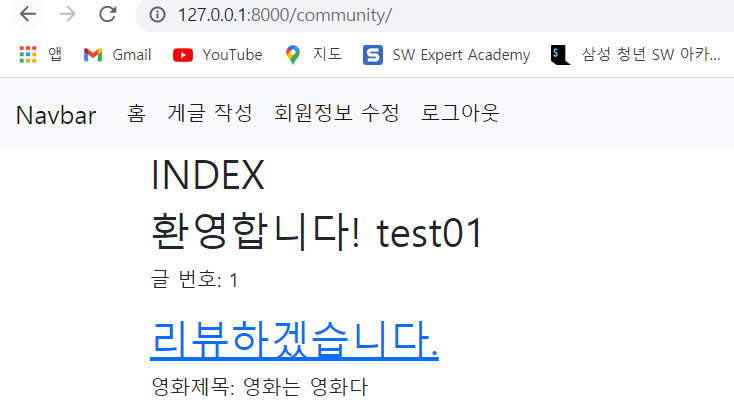 127.0.0.1:8000/community/
앱 Gmail YouTube 지도 SW Expert Academy 삼성 청년 SW 아카...
Navbar 홈 게글 작성 회원정보 수정 로그아웃
INDEX
환영합니다! test01
글 번호: 1
리뷰하겠습니다.
영화제목: 영화는 영화다